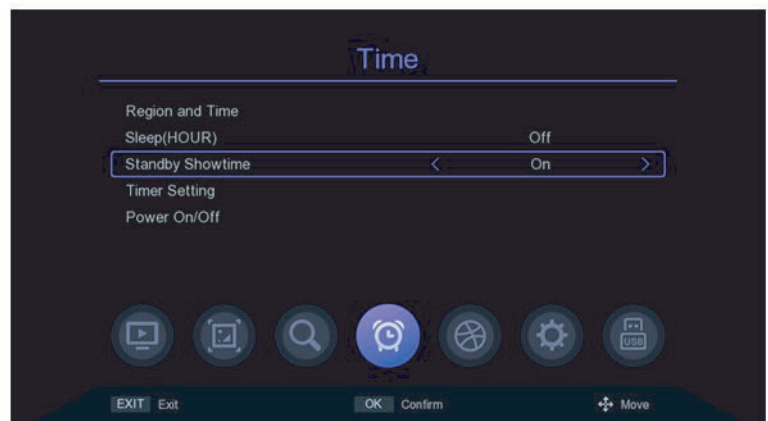 Time
Region and Time
Sleep(HOUR) Off
Standby Showtime On
Timer Setting
Power On/Off
USB
EXIT Exit OK Confirm Move